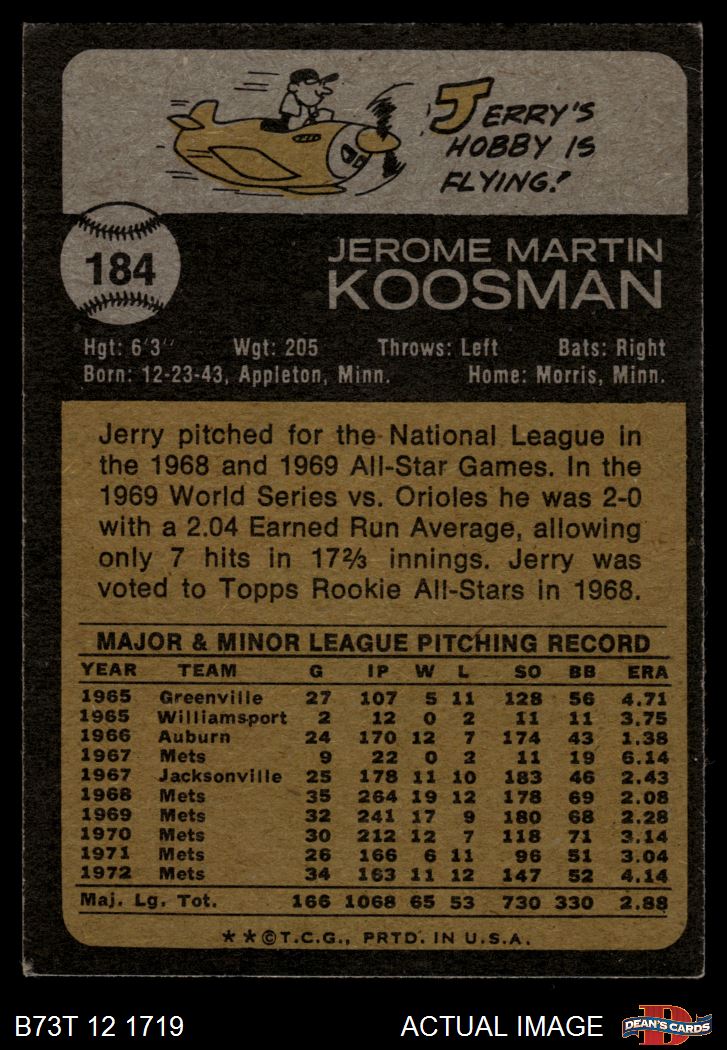 JERRY'S
HOBBY IS
FLYING!
184
JEROME MARTIN
KOOSMAN
Hgt: 6'3" Wgt: 205 Throws: Left Bats: Right
Born: 12-23-43, Appleton, Minn. Home: Morris, Minn.
Jerry pitched for the National League in
the 1968 and 1969 All-Star Games. In the
1969 World Series vs. Orioles he was 2-0
with a 2.04 Earned Run Average, allowing
only 7 hits in 17⅔ innings. Jerry was
voted to Topps Rookie All-Stars in 1968.
MAJOR & MINOR LEAGUE PITCHING RECORD
YEAR TEAM G IP W L SO BB ERA
1965 Greenville 27 107 5 11 128 56 4.71
1965 Williamsport 2 12 0 2 11 11 3.75
1966 Auburn 24 170 12 7 174 43 1.38
1967 Mets 9 22 0 2 11 19 6.14
1967 Jacksonville 25 178 11 10 183 46 2.43
1968 Mets 35 264 19 12 178 69 2.08
1969 Mets 32 241 17 9 180 68 2.28
1970 Mets 30 212 12 7 118 71 3.14
1971 Mets 26 166 6 11 96 51 3.04
1972 Mets 34 163 11 12 147 52 4.14
Maj. Lg. Tot. 166 1068 65 53 730 330 2.88
**©T.C.G., PRTD. IN U.S.A.
B73T 12 1719 ACTUAL IMAGE D DEAN'S CARDS